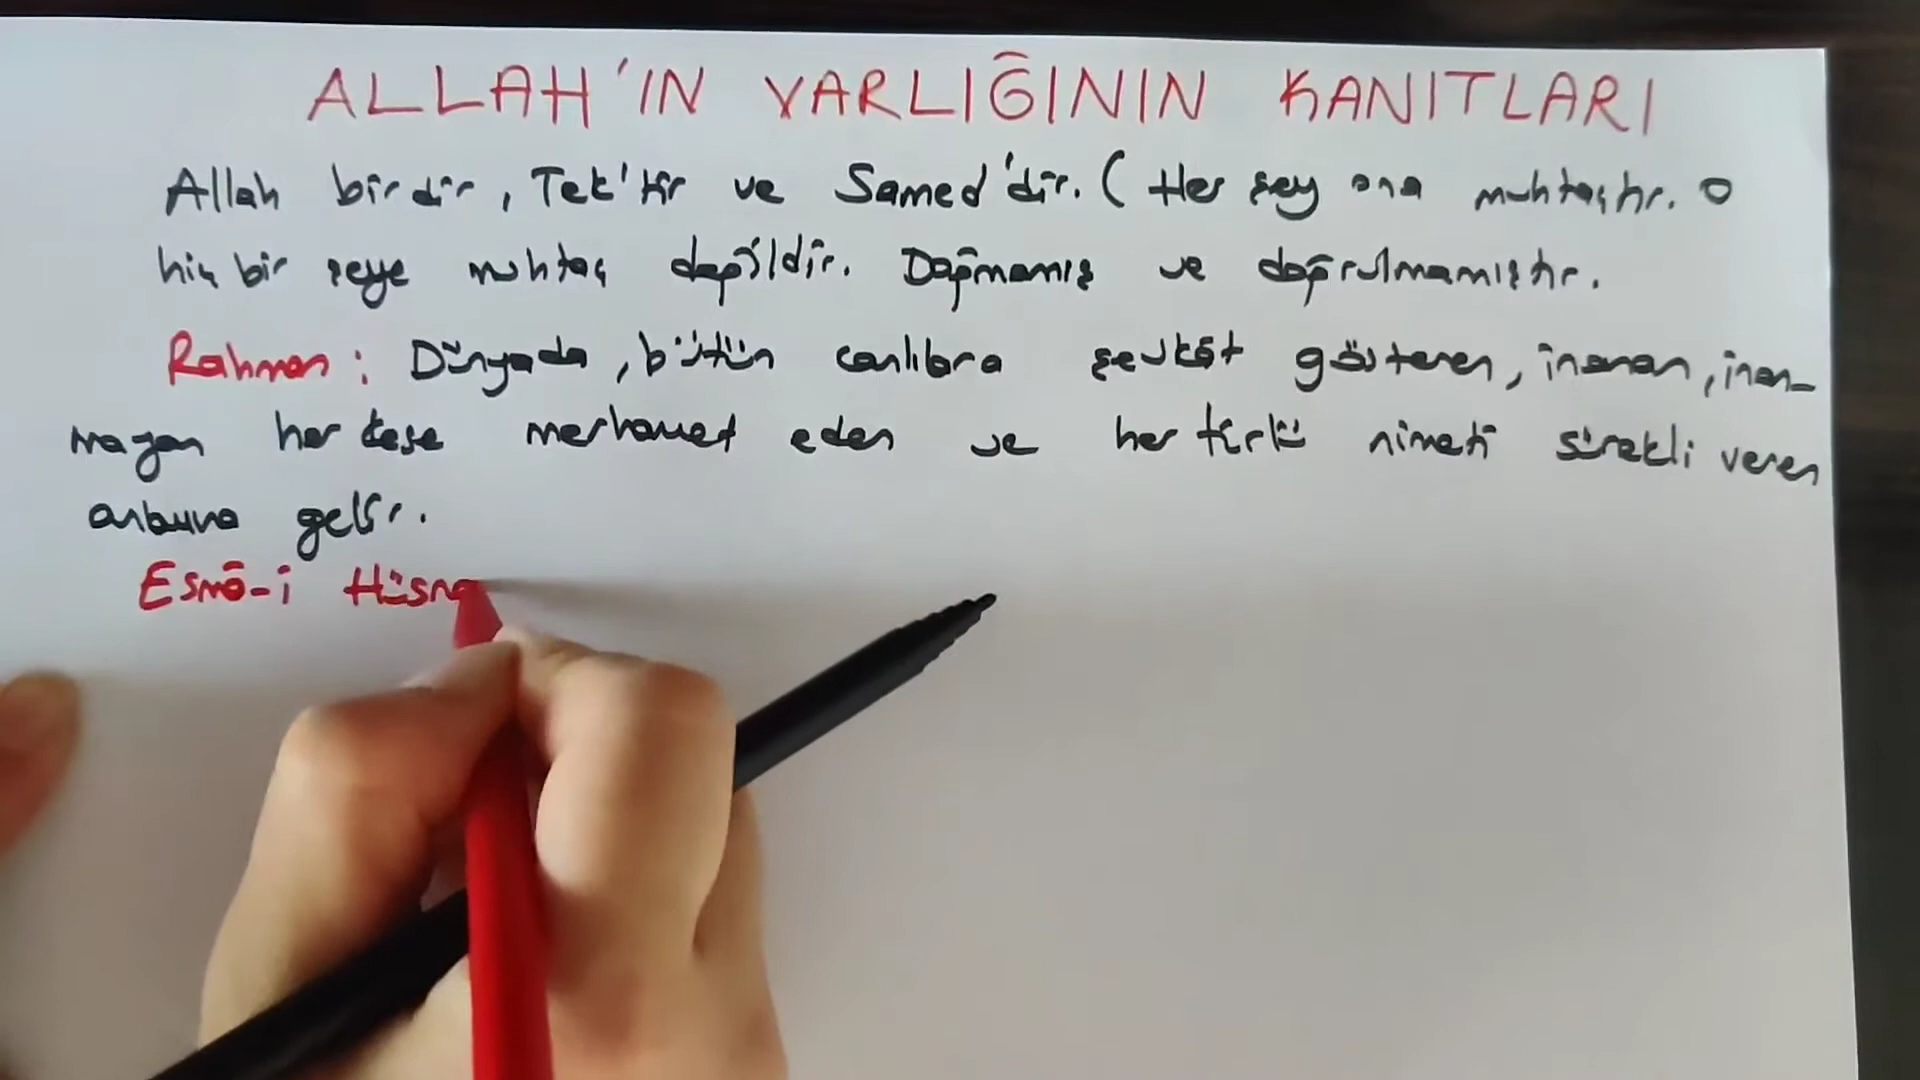 ALLAH'IN VARLIĞININ KANITLARI
Allah birdir, Tek'tir ve Samed'dir. ( Her şey ona muhtaçtır. O
hiç bir şeye muhtaç değildir. Doğmamış ve doğrulmamıştır.
Rahman : Dünyada, bütün canlılara şevkat gösteren, inanan, inan-
mayan herkese merhamet eden ve her türlü nimeti sürekli veren
anlamına gelir.
Esmâ-i Hüsna